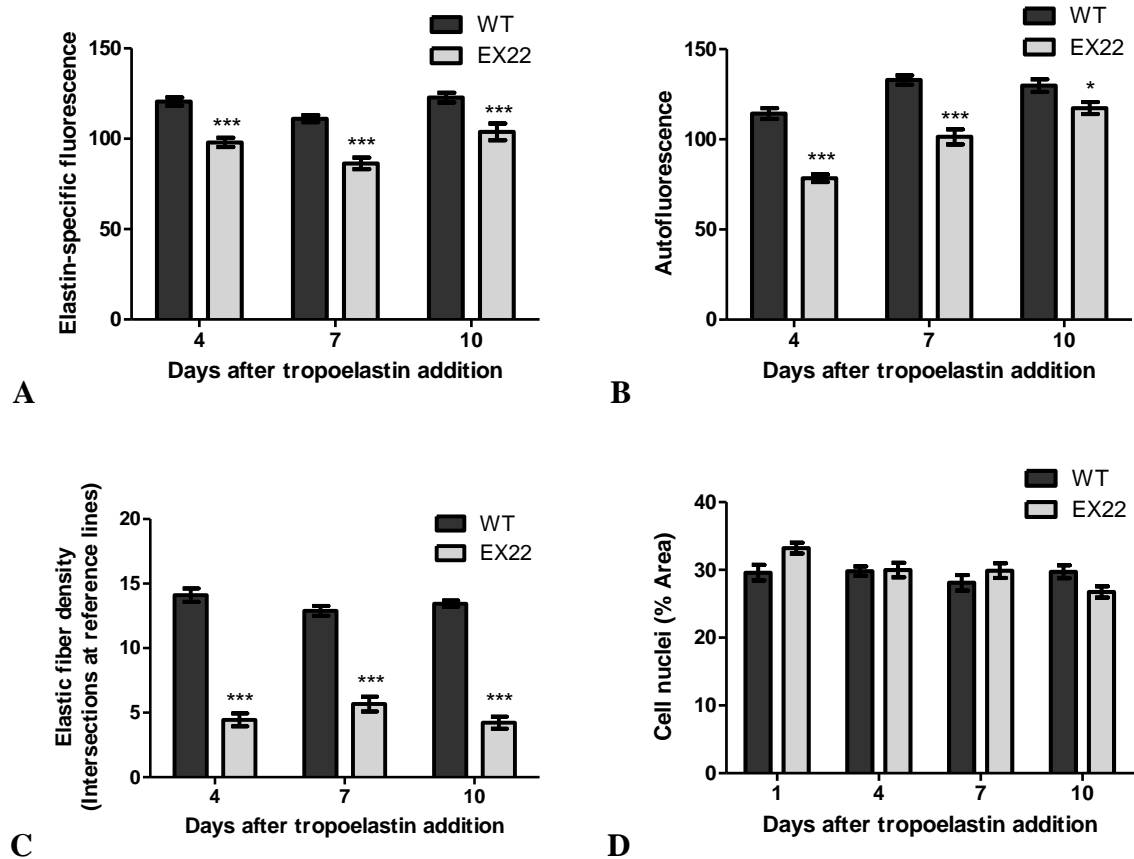 WT
EX22
150
100
50
0
Elastin-specific fluorescence
***
***
***
4
7
10
Days after tropoelastin addition
A
WT
EX22
150
100
50
0
Autofluorescence
***
***
*
4
7
10
Days after tropoelastin addition
B
WT
EX22
20
15
10
5
0
Elastic fiber density
(Intersections at reference lines)
***
***
***
4
7
10
Days after tropoelastin addition
C
WT
EX22
40
30
20
10
0
Cell nuclei (% Area)
1
4
7
10
Days after tropoelastin addition
D